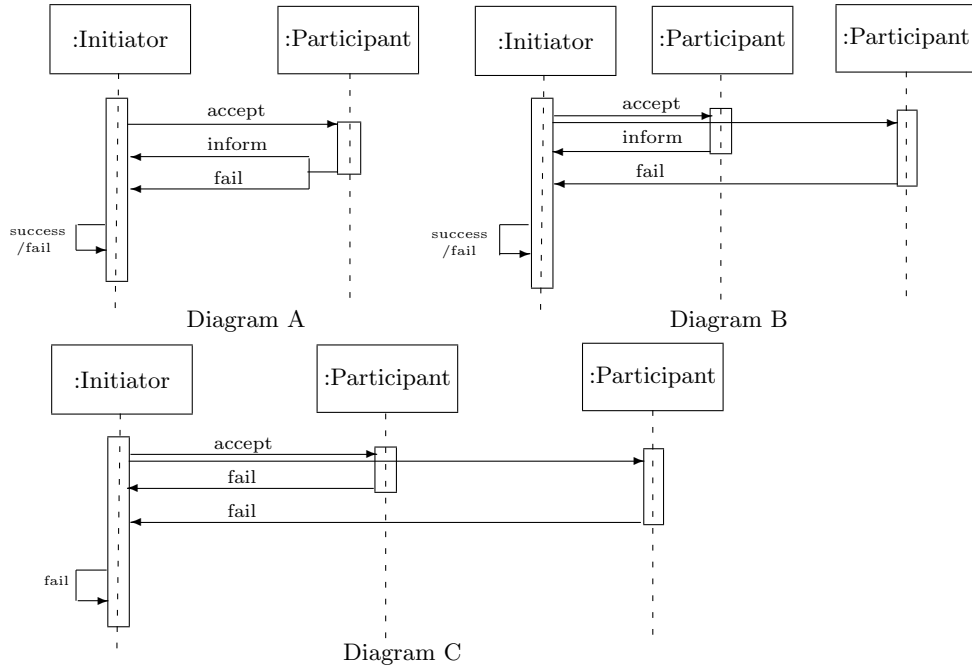 :Initiator
:Participant
accept
inform
fail
success
/fail
Diagram A
:Initiator
:Participant
:Participant
accept
inform
fail
success
/fail
Diagram B
:Initiator
:Participant
:Participant
accept
fail
fail
fail
Diagram C